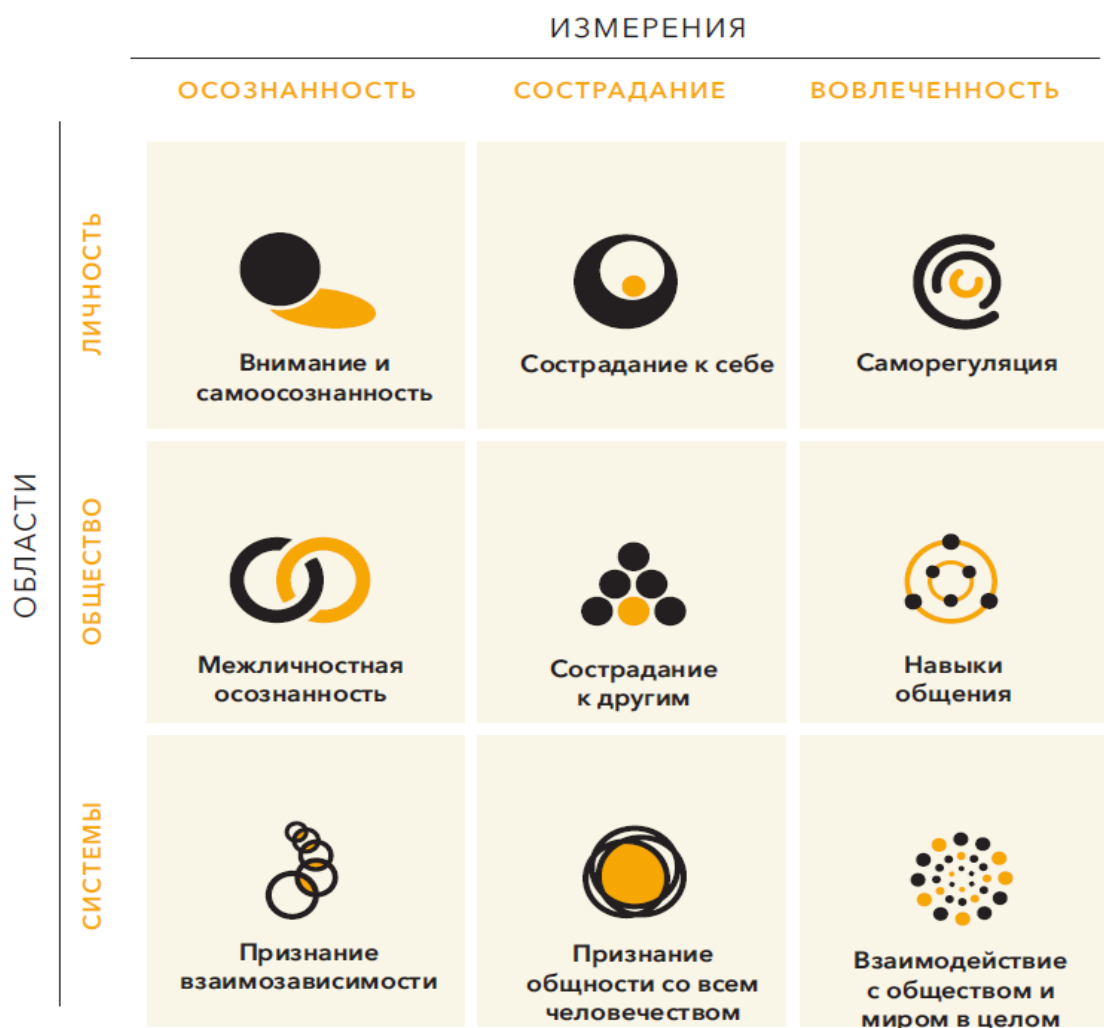 ИЗМЕРЕНИЯ
ОСОЗНАННОСТЬ
СОСТРАДАНИЕ
ВОВЛЕЧЕННОСТЬ
ОБЛАСТИ
ЛИЧНОСТЬ
Внимание и
самоосознанность
Сострадание к себе
Саморегуляция
ОБЩЕСТВО
Межличностная
осознанность
Сострадание
к другим
Навыки
общения
СИСТЕМЫ
Признание
взаимозависимости
Признание
общности со всем
человечеством
Взаимодействие
с обществом и
миром в целом